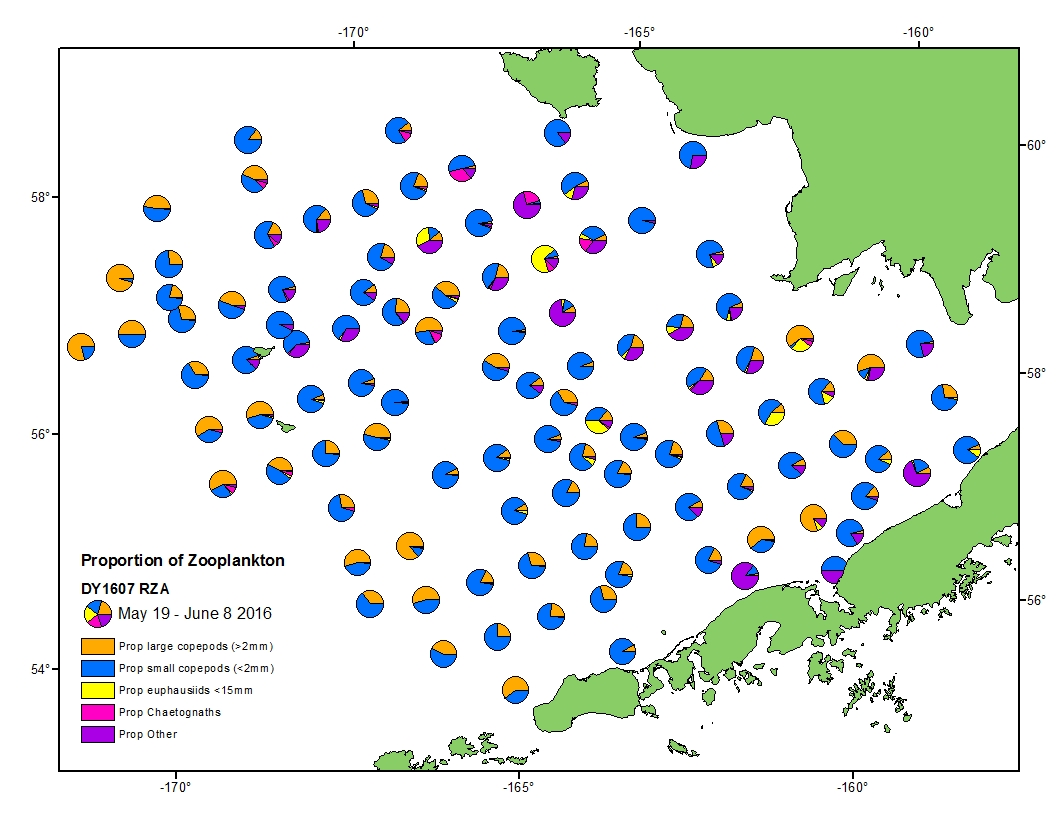 -170° -165° -160°
60°
58°
58°
56°
56°
54°
Proportion of Zooplankton
DY1607 RZA
May 19 - June 8 2016
Prop large copepods (>2mm)
Prop small copepods (<2mm)
Prop euphausiids <15mm
Prop Chaetognaths
Prop Other
-170° -165° -160°